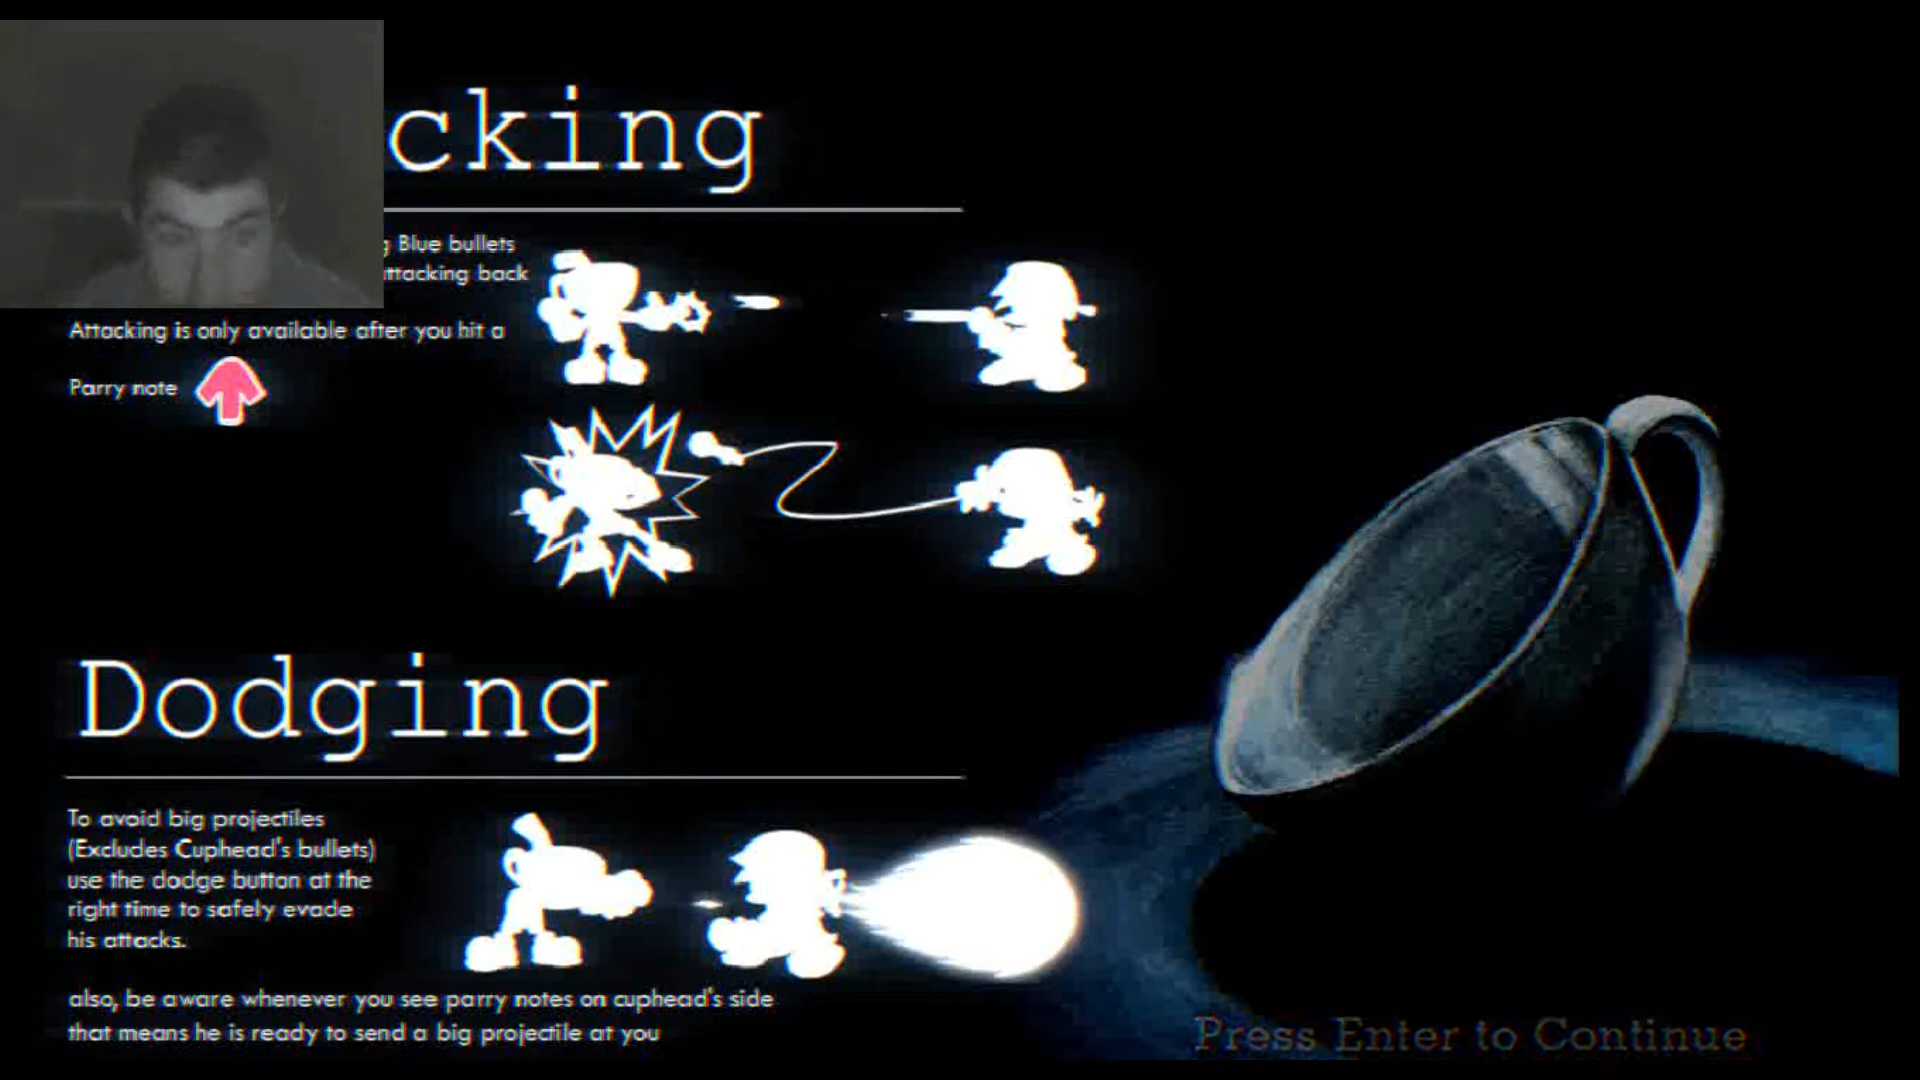 cking
Blue bullets
attacking back
Attacking is only available after you hit a
Parry note
Dodging
To avoid big projectiles
(Excludes Cuphead's bullets)
use the dodge button at the
right time to safely evade
his attacks.
also, be aware whenever you see parry notes on cuphead's side
that means he is ready to send a big projectile at you
Press Enter to Continue